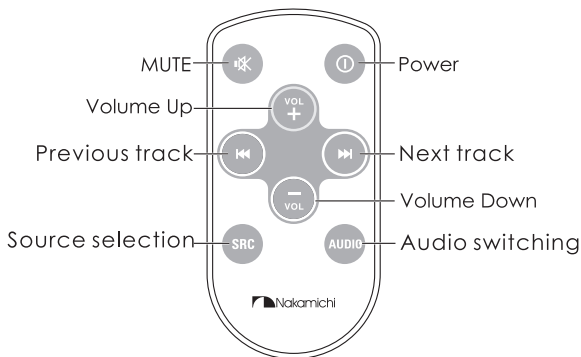 MUTE
Power
Volume Up
VOL
+
Previous track
Next track
−
VOL
Volume Down
Source selection
SRC
AUDIO
Audio switching
Nakamichi